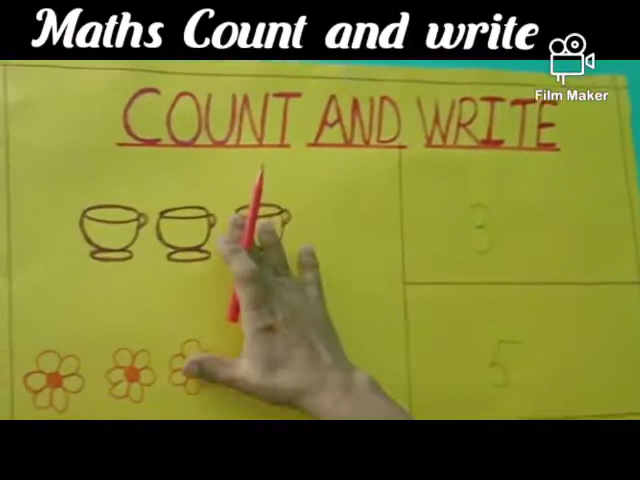 Maths Count and write
Film Maker
COUNT AND WRITE
3
5